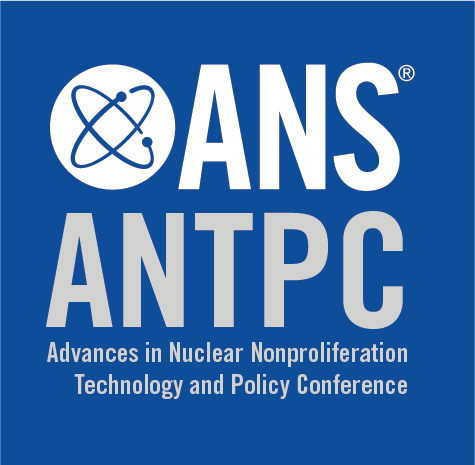 ANS®
ANTPC
Advances in Nuclear Nonproliferation
Technology and Policy Conference